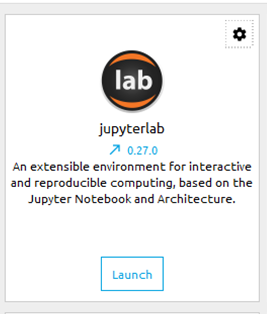 lab
jupyterlab
0.27.0
An extensible environment for interactive
and reproducible computing, based on the
Jupyter Notebook and Architecture.
Launch